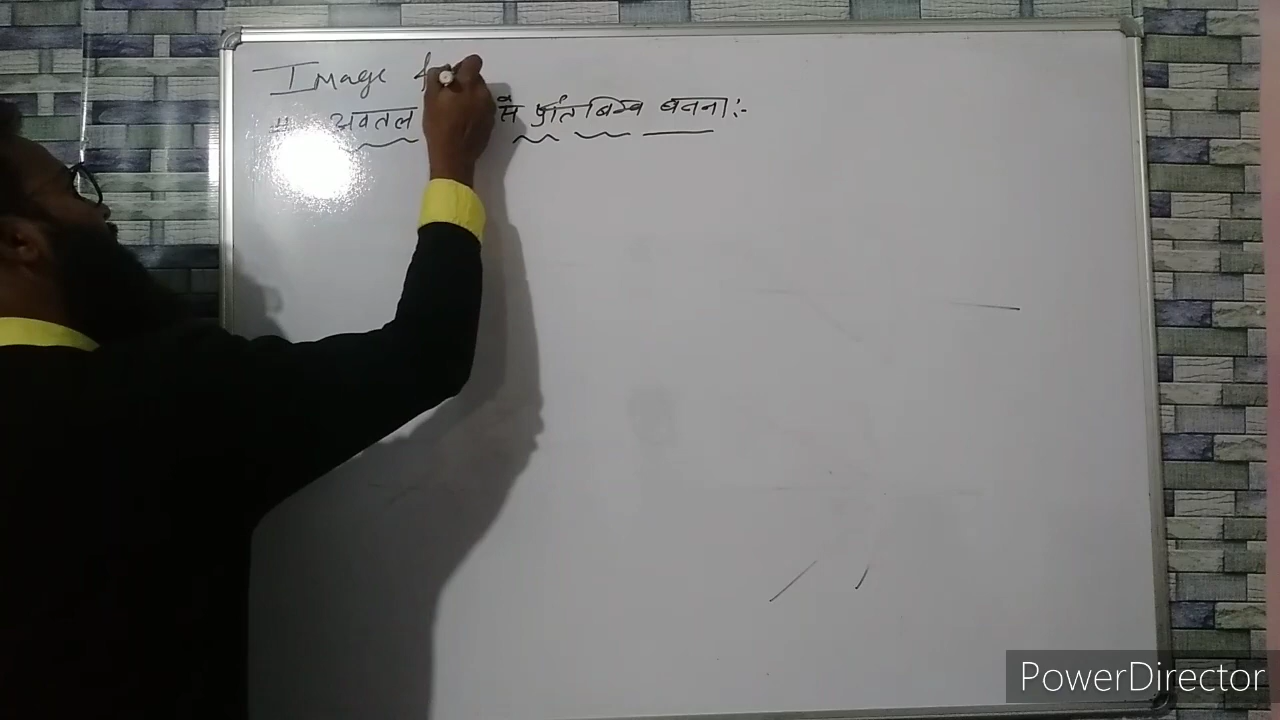 Image f
# अवतल से प्रतिबिम्ब बनना:-
PowerDirector